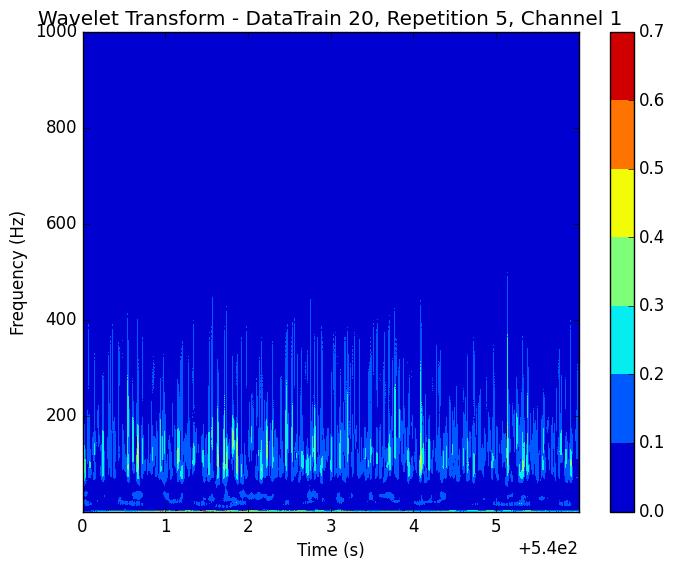 Wavelet Transform - DataTrain 20, Repetition 5, Channel 1
1000
800
600
400
200
Frequency (Hz)
0 1 2 3 4 5
+5.4e2
Time (s)
0.7
0.6
0.5
0.4
0.3
0.2
0.1
0.0